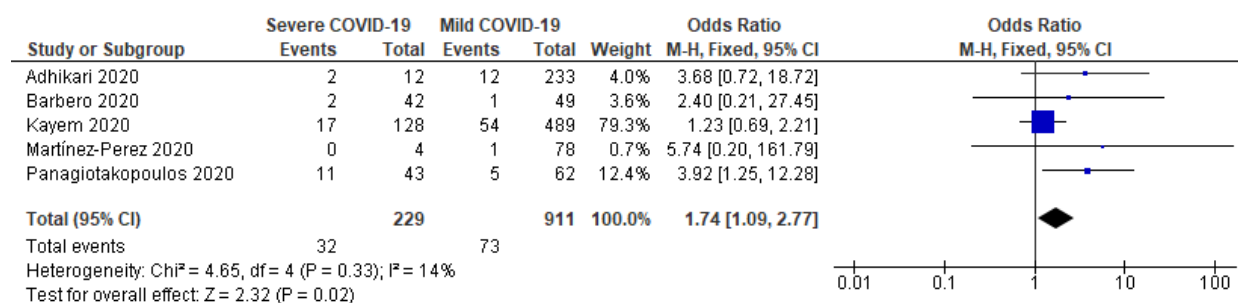 Severe COVID-19 Mild COVID-19 Odds Ratio Odds Ratio
Study or Subgroup Events Total Events Total Weight M-H, Fixed, 95% CI M-H, Fixed, 95% CI
Adhikari 2020 2 12 12 233 4.0% 3.68 [0.72, 18.72]
Barbero 2020 2 42 1 49 3.6% 2.40 [0.21, 27.45]
Kayem 2020 17 128 54 489 79.3% 1.23 [0.69, 2.21]
Martínez-Perez 2020 0 4 1 78 0.7% 5.74 [0.20, 161.79]
Panagiotakopoulos 2020 11 43 5 62 12.4% 3.92 [1.25, 12.28]
Total (95% CI) 229 911 100.0% 1.74 [1.09, 2.77]
Total events 32 73
Heterogeneity: Chi² = 4.65, df = 4 (P = 0.33); I² = 14%
Test for overall effect: Z = 2.32 (P = 0.02)
0.01 0.1 1 10 100